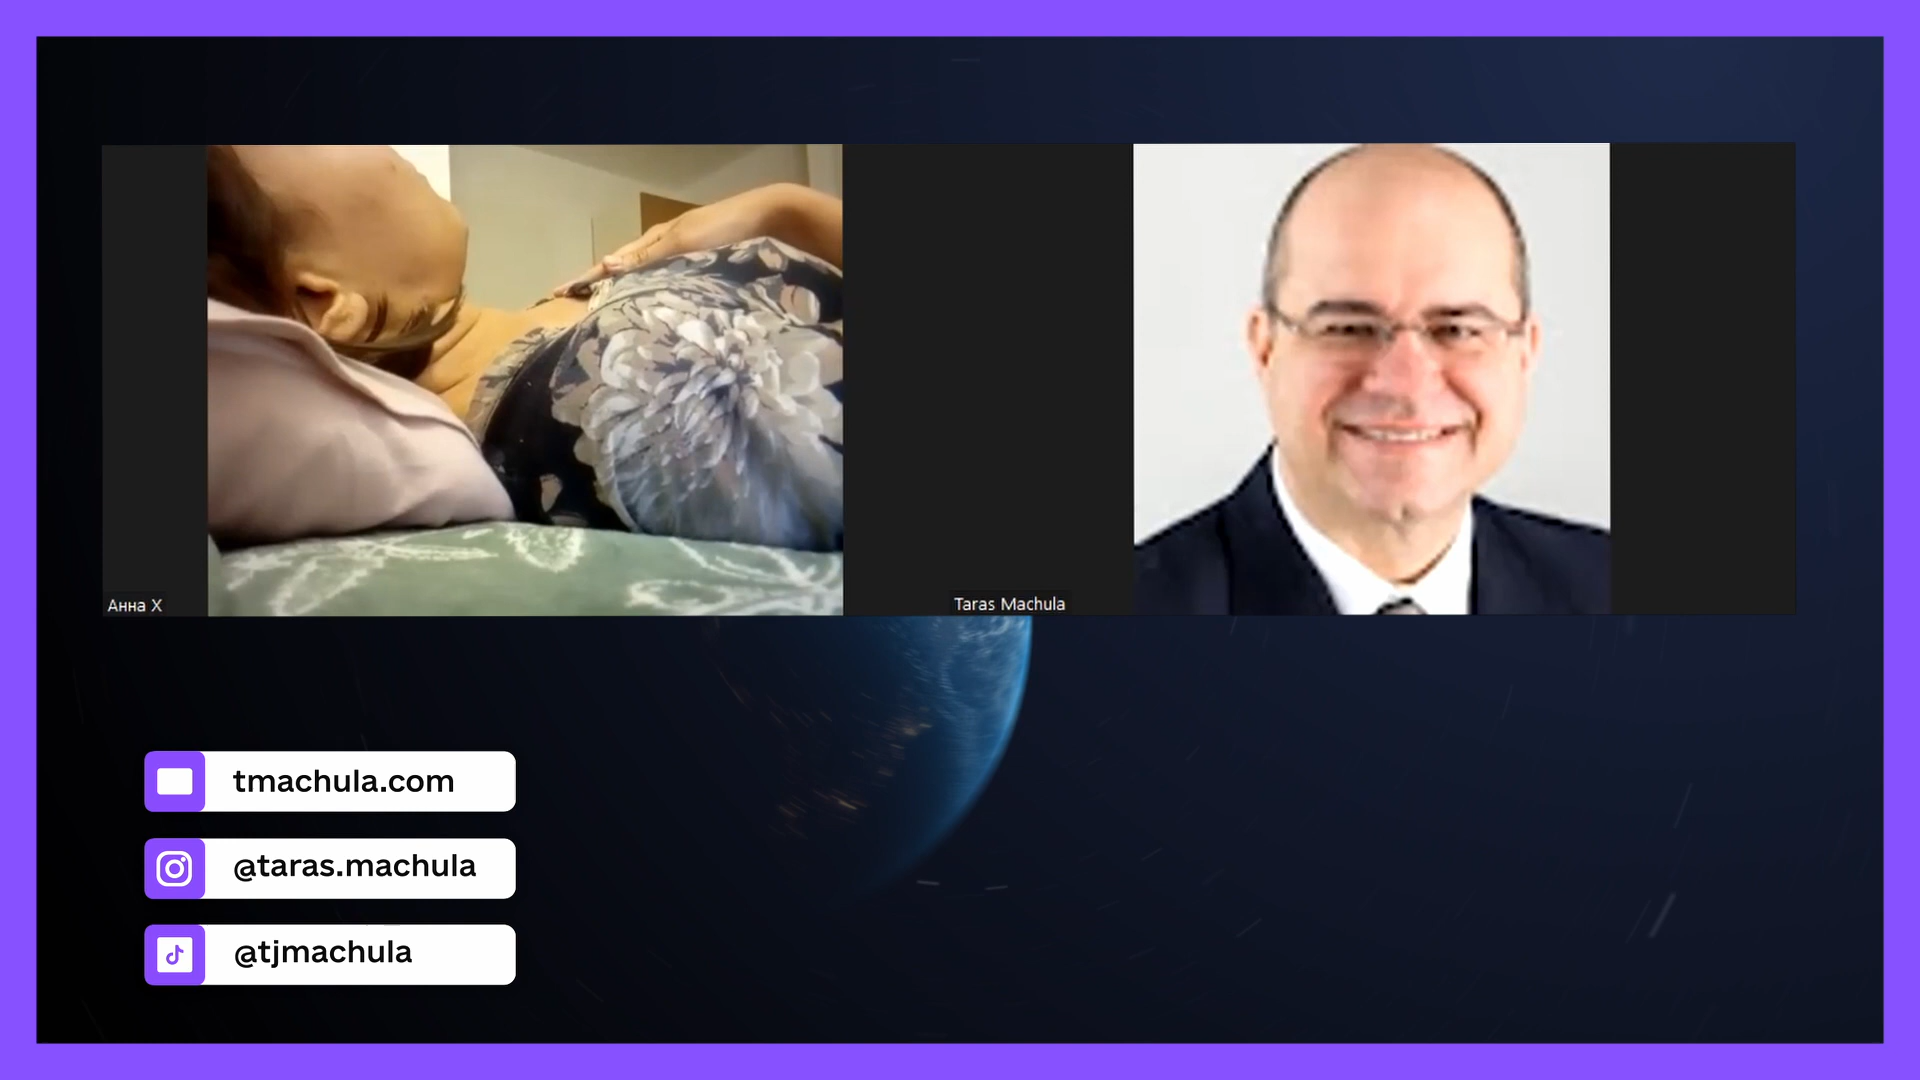 Анна Х
Taras Machula
tmachula.com
@taras.machula
@tjmachula